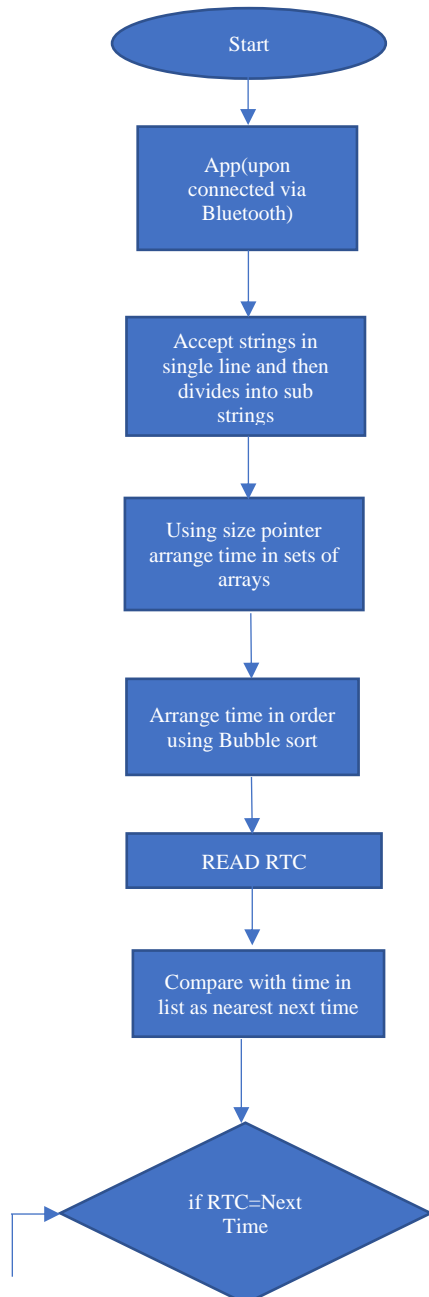 Start
App(upon
connected via
Bluetooth)
Accept strings in
single line and then
divides into sub
strings
Using size pointer
arrange time in sets of
arrays
Arrange time in order
using Bubble sort
READ RTC
Compare with time in
list as nearest next time
if RTC=Next
Time